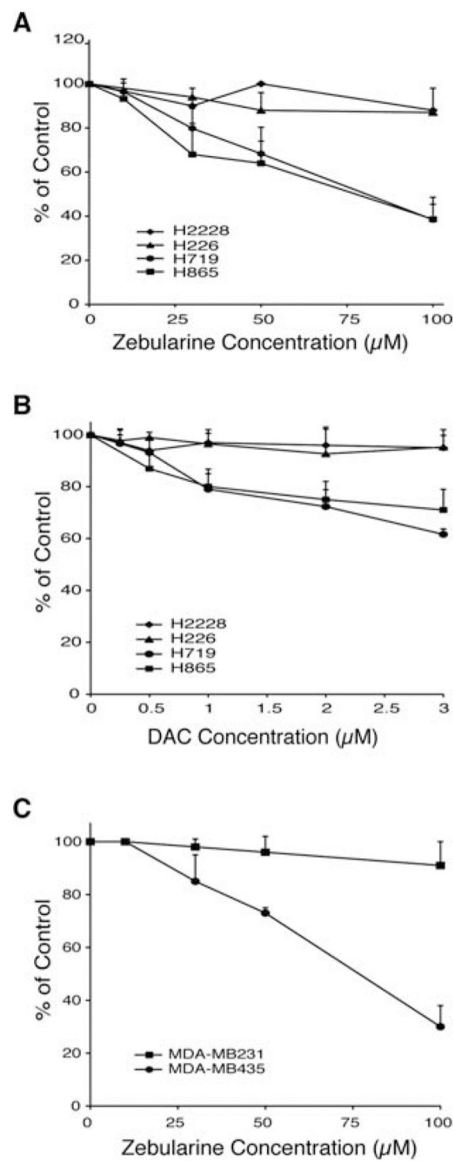 A
120
100
80
60
40
20
0
% of Control
H2228
H226
H719
H865
0 25 50 75 100
Zebularine Concentration (µM)
B
100
80
60
40
20
0
% of Control
H2228
H226
H719
H865
0 0.5 1 1.5 2 2.5 3
DAC Concentration (µM)
C
100
80
60
40
20
0
% of Control
MDA-MB231
MDA-MB435
0 25 50 75 100
Zebularine Concentration (µM)